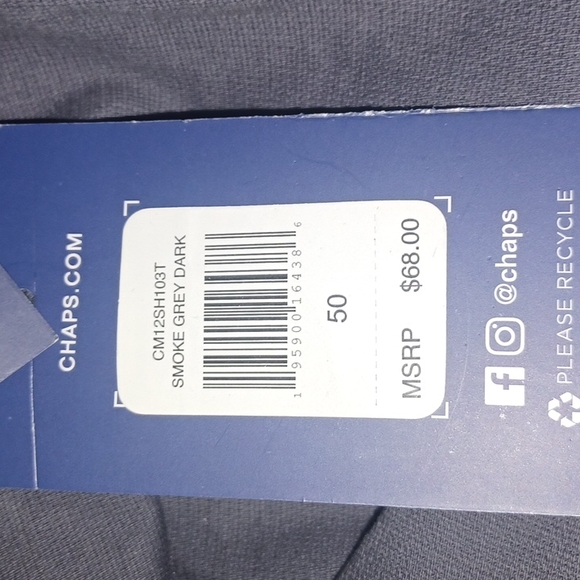 CHAPS.COM
CM12SH103T
SMOKE GREY DARK
1 95900 16438 6
50
MSRP $68.00
@chaps
PLEASE RECYCLE